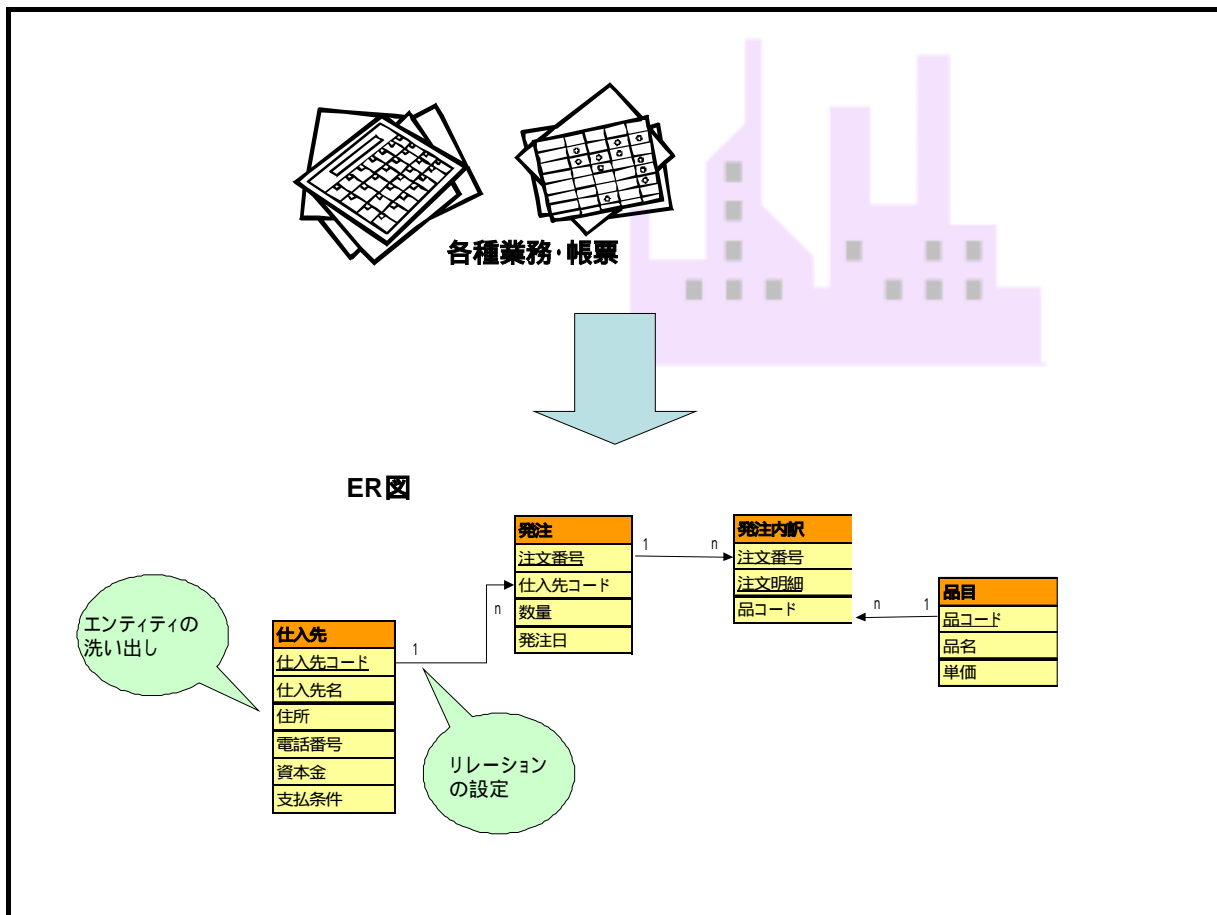 各種業務･帳票
ER図
発注
注文番号
仕入先コード
数量
発注日
1
n
発注内訳
注文番号
注文明細
品コード
n
1
品目
品コード
品名
単価
エンティティの
洗い出し
仕入先
仕入先コード
仕入先名
住所
電話番号
資本金
支払条件
1
n
リレーション
の設定